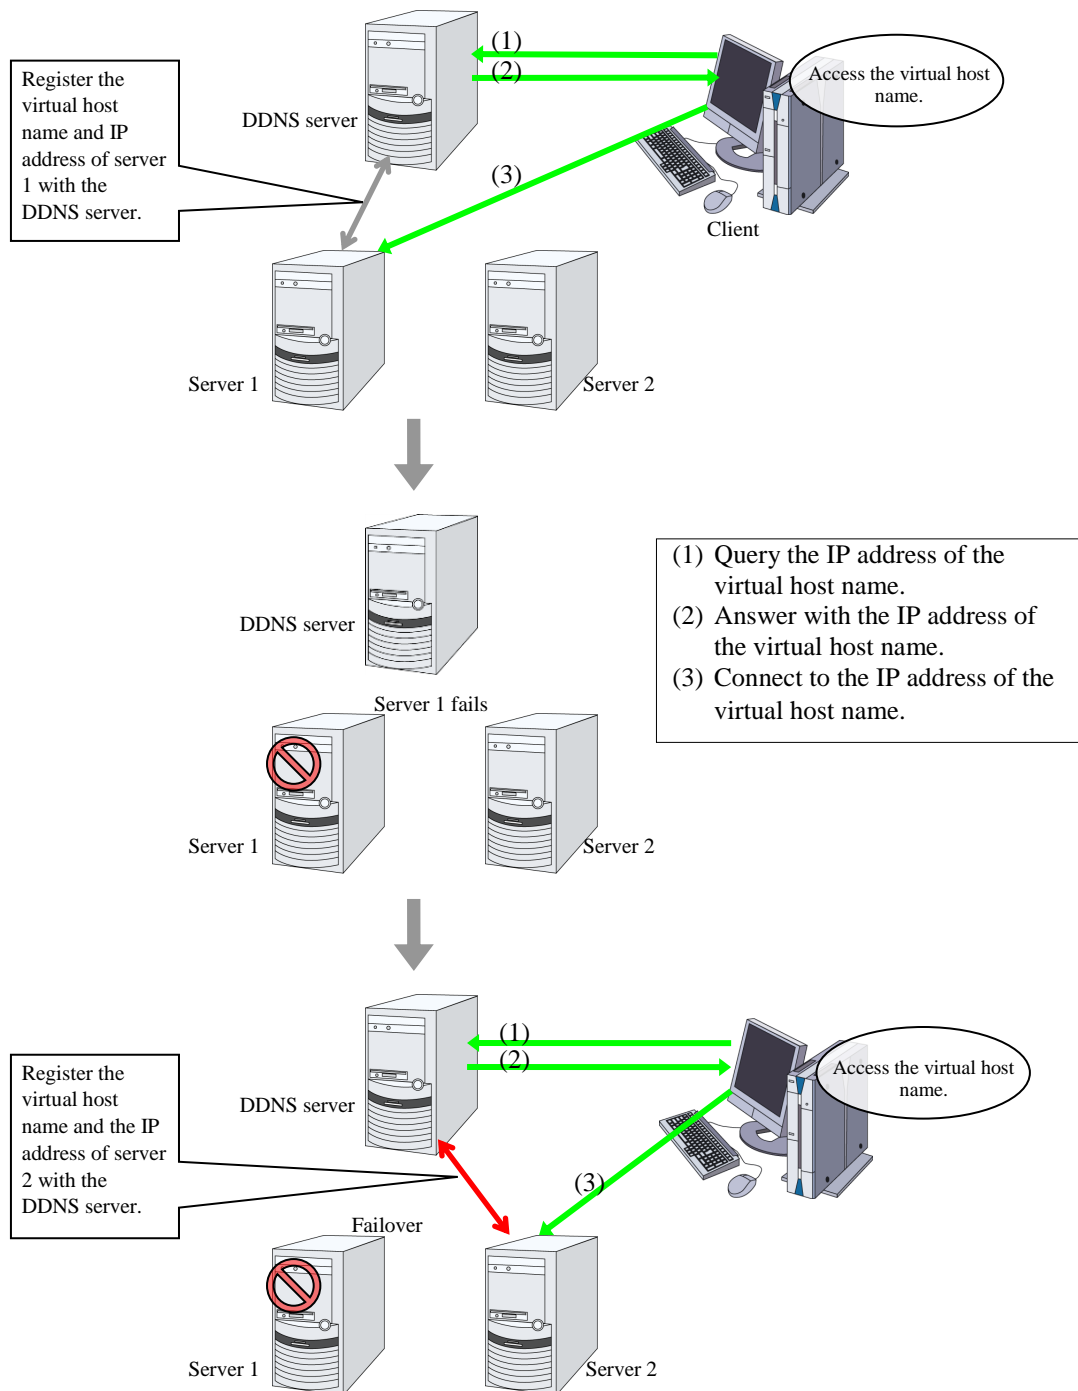 (1)
(2)
Access the virtual host
name.
Register the
virtual host
name and IP
address of server
1 with the
DDNS server.
DDNS server
(3)
Client
Server 1
Server 2
DDNS server
(1) Query the IP address of the
virtual host name.
(2) Answer with the IP address of
the virtual host name.
(3) Connect to the IP address of the
virtual host name.
Server 1 fails
Server 1
Server 2
(1)
(2)
Access the virtual host
name.
Register the
virtual host
name and the IP
address of server
2 with the
DDNS server.
DDNS server
(3)
Failover
Server 1
Server 2